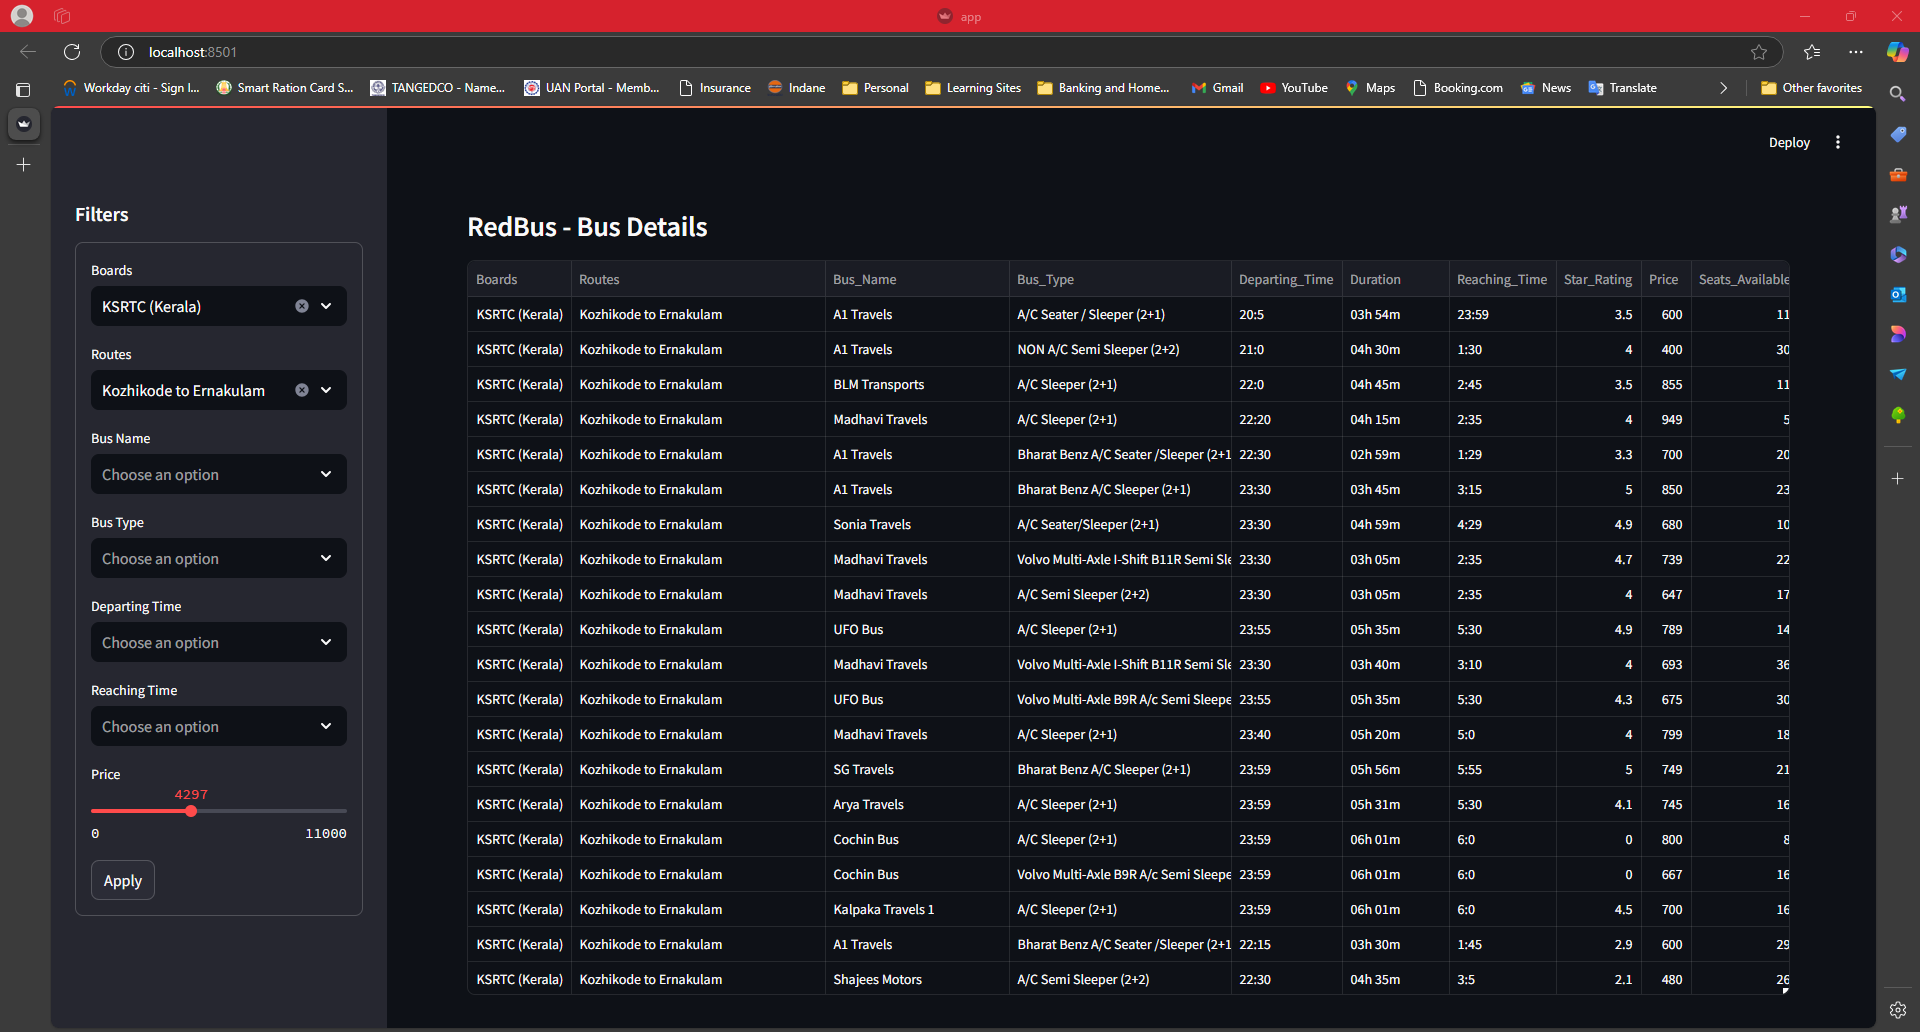 app
localhost:8501
Workday citi - Sign I... Smart Ration Card S... TANGEDCO - Name... UAN Portal - Memb... Insurance Indane Personal Learning Sites Banking and Home... Gmail YouTube Maps Booking.com News Translate Other favorites
Deploy
Filters
Boards
KSRTC (Kerala)
Routes
Kozhikode to Ernakulam
Bus Name
Choose an option
Bus Type
Choose an option
Departing Time
Choose an option
Reaching Time
Choose an option
Price
4297
0 11000
Apply
RedBus - Bus Details
Boards Routes Bus_Name Bus_Type Departing_Time Duration Reaching_Time Star_Rating Price Seats_Available
KSRTC (Kerala) Kozhikode to Ernakulam A1 Travels A/C Seater / Sleeper (2+1) 20:5 03h 54m 23:59 3.5 600 11
KSRTC (Kerala) Kozhikode to Ernakulam A1 Travels NON A/C Semi Sleeper (2+2) 21:0 04h 30m 1:30 4 400 30
KSRTC (Kerala) Kozhikode to Ernakulam BLM Transports A/C Sleeper (2+1) 22:0 04h 45m 2:45 3.5 855 11
KSRTC (Kerala) Kozhikode to Ernakulam Madhavi Travels A/C Sleeper (2+1) 22:20 04h 15m 2:35 4 949 5
KSRTC (Kerala) Kozhikode to Ernakulam A1 Travels Bharat Benz A/C Seater /Sleeper (2+1 22:30 02h 59m 1:29 3.3 700 20
KSRTC (Kerala) Kozhikode to Ernakulam A1 Travels Bharat Benz A/C Sleeper (2+1) 23:30 03h 45m 3:15 5 850 23
KSRTC (Kerala) Kozhikode to Ernakulam Sonia Travels A/C Seater/Sleeper (2+1) 23:30 04h 59m 4:29 4.9 680 10
KSRTC (Kerala) Kozhikode to Ernakulam Madhavi Travels Volvo Multi-Axle I-Shift B11R Semi Sle 23:30 03h 05m 2:35 4.7 739 22
KSRTC (Kerala) Kozhikode to Ernakulam Madhavi Travels A/C Semi Sleeper (2+2) 23:30 03h 05m 2:35 4 647 17
KSRTC (Kerala) Kozhikode to Ernakulam UFO Bus A/C Sleeper (2+1) 23:55 05h 35m 5:30 4.9 789 14
KSRTC (Kerala) Kozhikode to Ernakulam Madhavi Travels Volvo Multi-Axle I-Shift B11R Semi Sle 23:30 03h 40m 3:10 4 693 36
KSRTC (Kerala) Kozhikode to Ernakulam UFO Bus Volvo Multi-Axle B9R A/c Semi Sleepe 23:55 05h 35m 5:30 4.3 675 30
KSRTC (Kerala) Kozhikode to Ernakulam Madhavi Travels A/C Sleeper (2+1) 23:40 05h 20m 5:0 4 799 18
KSRTC (Kerala) Kozhikode to Ernakulam SG Travels Bharat Benz A/C Sleeper (2+1) 23:59 05h 56m 5:55 5 749 21
KSRTC (Kerala) Kozhikode to Ernakulam Arya Travels A/C Sleeper (2+1) 23:59 05h 31m 5:30 4.1 745 16
KSRTC (Kerala) Kozhikode to Ernakulam Cochin Bus A/C Sleeper (2+1) 23:59 06h 01m 6:0 0 800 8
KSRTC (Kerala) Kozhikode to Ernakulam Cochin Bus Volvo Multi-Axle B9R A/c Semi Sleepe 23:59 06h 01m 6:0 0 667 16
KSRTC (Kerala) Kozhikode to Ernakulam Kalpaka Travels 1 A/C Sleeper (2+1) 23:59 06h 01m 6:0 4.5 700 16
KSRTC (Kerala) Kozhikode to Ernakulam A1 Travels Bharat Benz A/C Seater /Sleeper (2+1 22:15 03h 30m 1:45 2.9 600 29
KSRTC (Kerala) Kozhikode to Ernakulam Shajees Motors A/C Semi Sleeper (2+2) 22:30 04h 35m 3:5 2.1 480 26